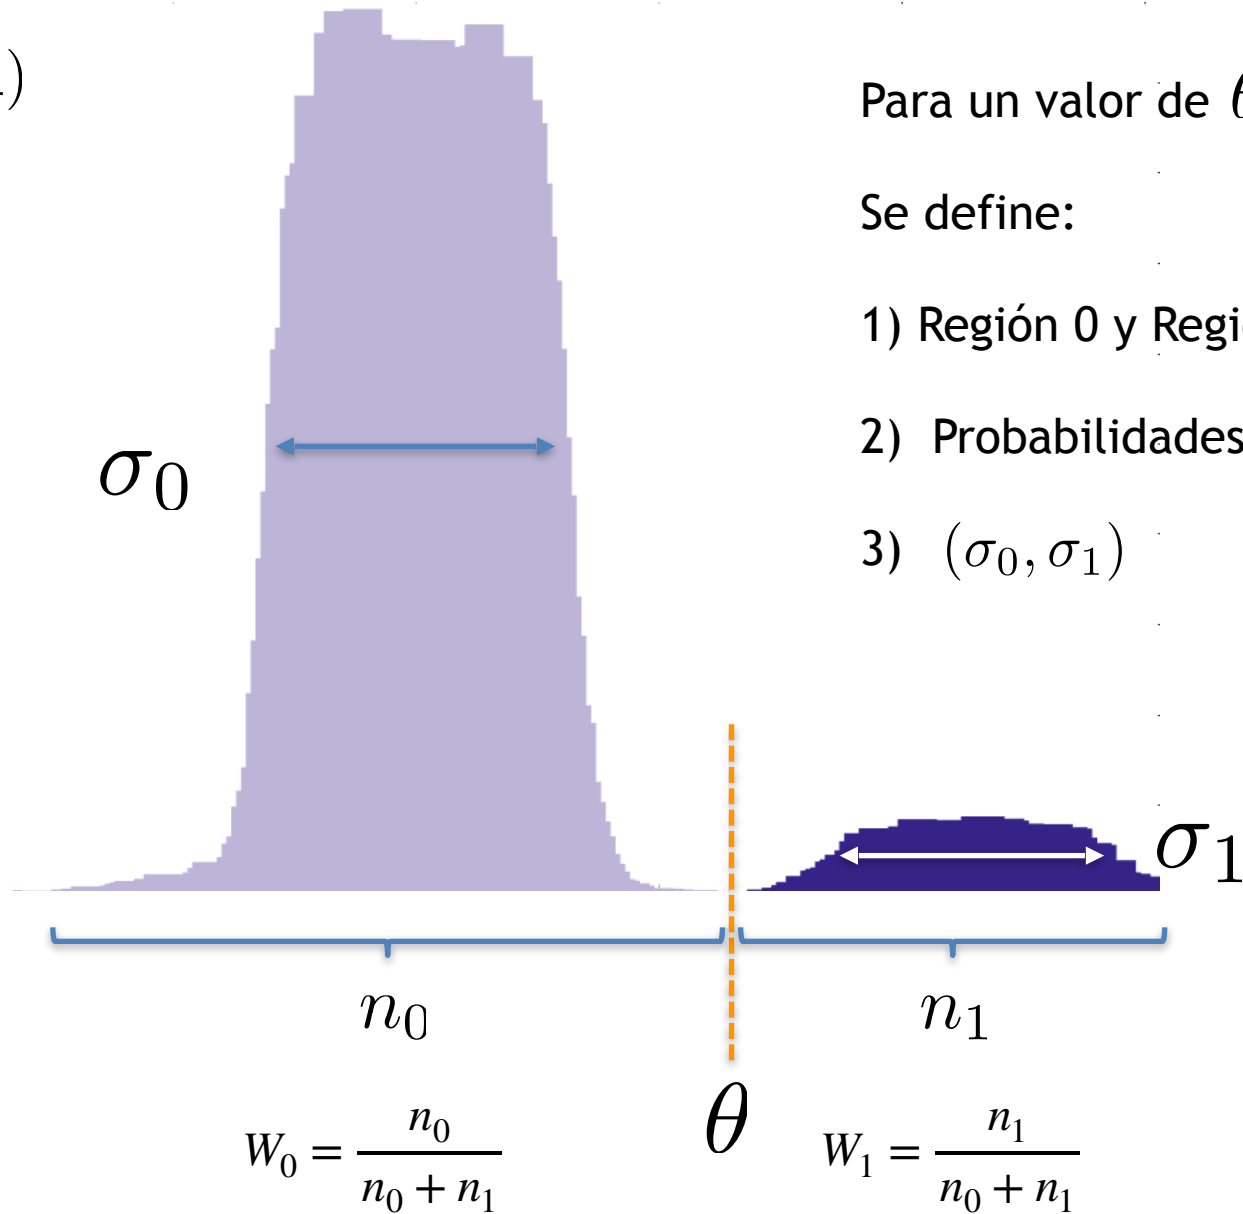 )
Para un valor de θ
Se define:
1) Región 0 y Regi
2) Probabilidades
3) (σ₀, σ₁)
σ₀
σ₁
n₀
n₁
θ
W₀ = n₀ / (n₀ + n₁)
W₁ = n₁ / (n₀ + n₁)